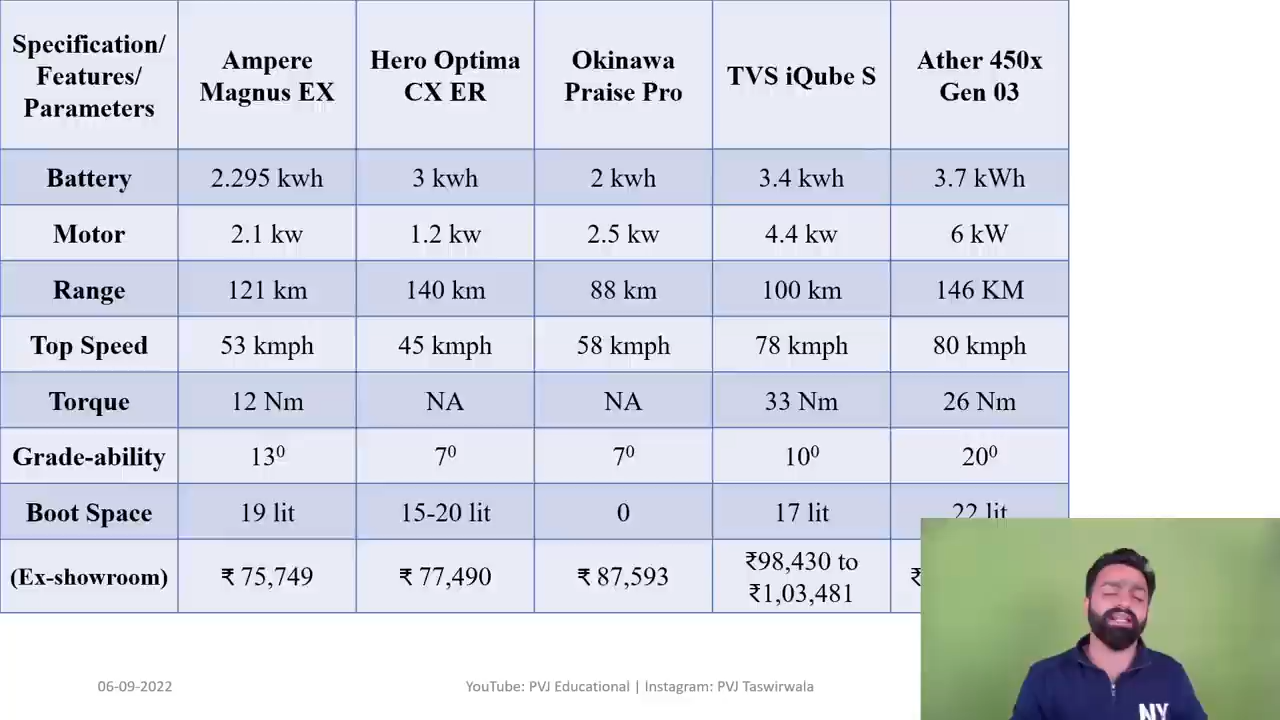 Specification/ Features/ Parameters | Ampere Magnus EX | Hero Optima CX ER | Okinawa Praise Pro | TVS iQube S | Ather 450x Gen 03
Battery | 2.295 kwh | 3 kwh | 2 kwh | 3.4 kwh | 3.7 kWh
Motor | 2.1 kw | 1.2 kw | 2.5 kw | 4.4 kw | 6 kW
Range | 121 km | 140 km | 88 km | 100 km | 146 KM
Top Speed | 53 kmph | 45 kmph | 58 kmph | 78 kmph | 80 kmph
Torque | 12 Nm | NA | NA | 33 Nm | 26 Nm
Grade-ability | 13⁰ | 7⁰ | 7⁰ | 10⁰ | 20⁰
Boot Space | 19 lit | 15-20 lit | 0 | 17 lit | 22 lit
(Ex-showroom) | ₹ 75,749 | ₹ 77,490 | ₹ 87,593 | ₹98,430 to ₹1,03,481 | ₹
06-09-2022
YouTube: PVJ Educational | Instagram: PVJ Taswirwala
NY